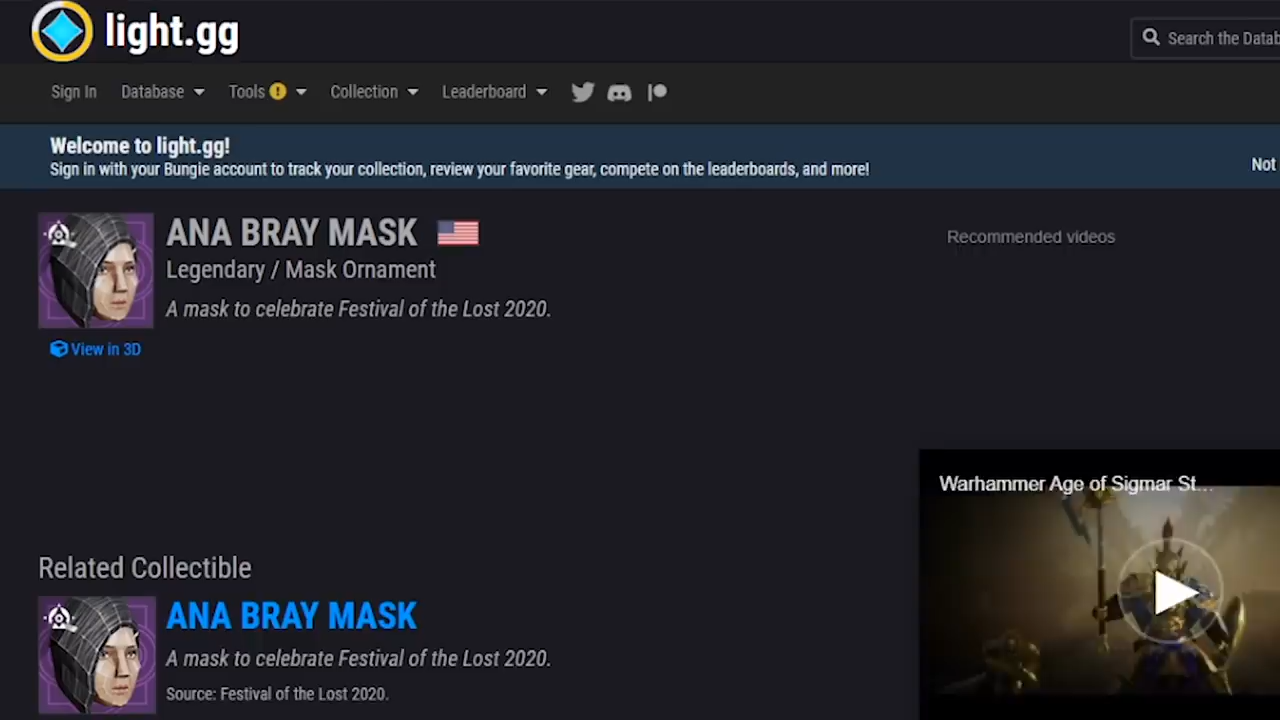 light.gg
Search the Datab
Sign In Database Tools Collection Leaderboard
Welcome to light.gg!
Sign in with your Bungie account to track your collection, review your favorite gear, compete on the leaderboards, and more!
Not
ANA BRAY MASK
Legendary / Mask Ornament
A mask to celebrate Festival of the Lost 2020.
View in 3D
Recommended videos
Warhammer Age of Sigmar St...
Related Collectible
ANA BRAY MASK
A mask to celebrate Festival of the Lost 2020.
Source: Festival of the Lost 2020.